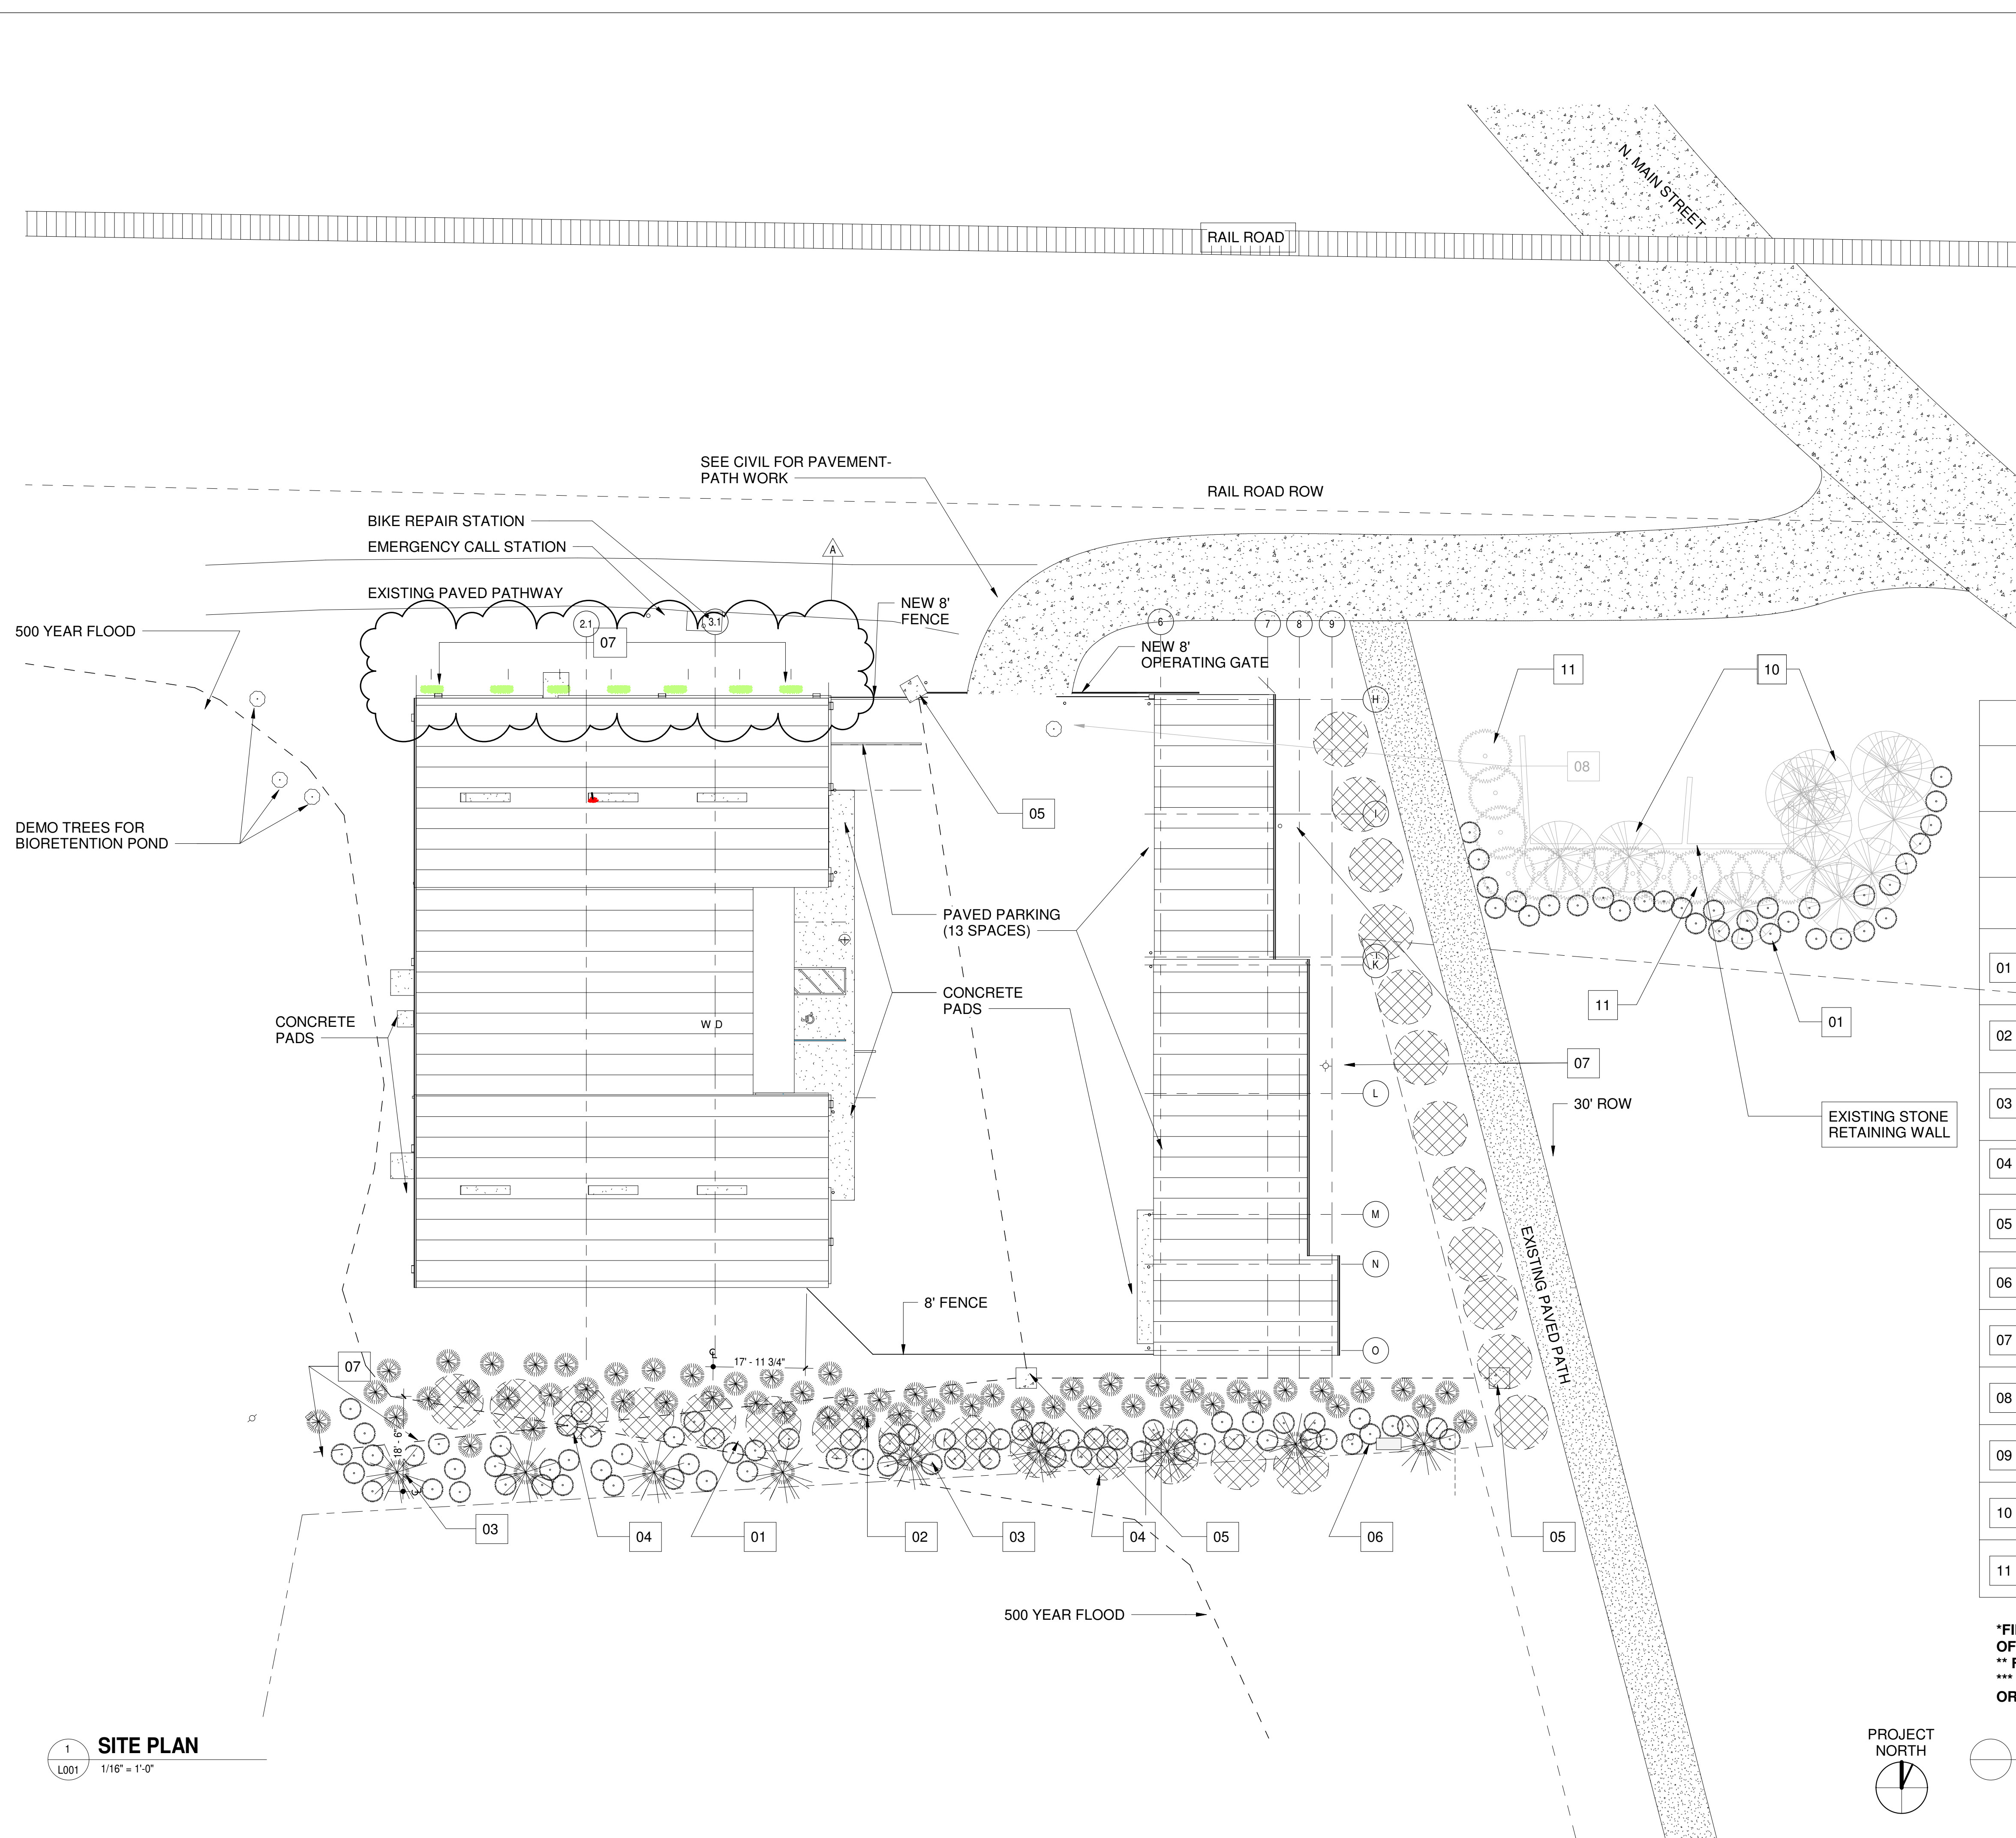 N. MAIN STREET
RAIL ROAD
SEE CIVIL FOR PAVEMENT-
PATH WORK
RAIL ROAD ROW
BIKE REPAIR STATION
EMERGENCY CALL STATION
A
EXISTING PAVED PATHWAY
NEW 8'
FENCE
500 YEAR FLOOD
2.1
3.1
07
6
7
8
9
NEW 8'
OPERATING GATE
11
10
H
08
05
I
DEMO TREES FOR
BIORETENTION POND
PAVED PARKING
(13 SPACES)
K
01
CONCRETE
PADS
11
CONCRETE
PADS
W D
01
02
07
L
30' ROW
03
EXISTING STONE
RETAINING WALL
04
M
05
EXISTING PAVED PATH
N
06
8' FENCE
07
O
17' - 11 3/4"
07
08
18' - 6"
09
03
04
01
02
03
04
05
06
05
10
11
500 YEAR FLOOD
*FI
OF
** F
***
OR
1
L001
SITE PLAN
1/16" = 1'-0"
PROJECT
NORTH